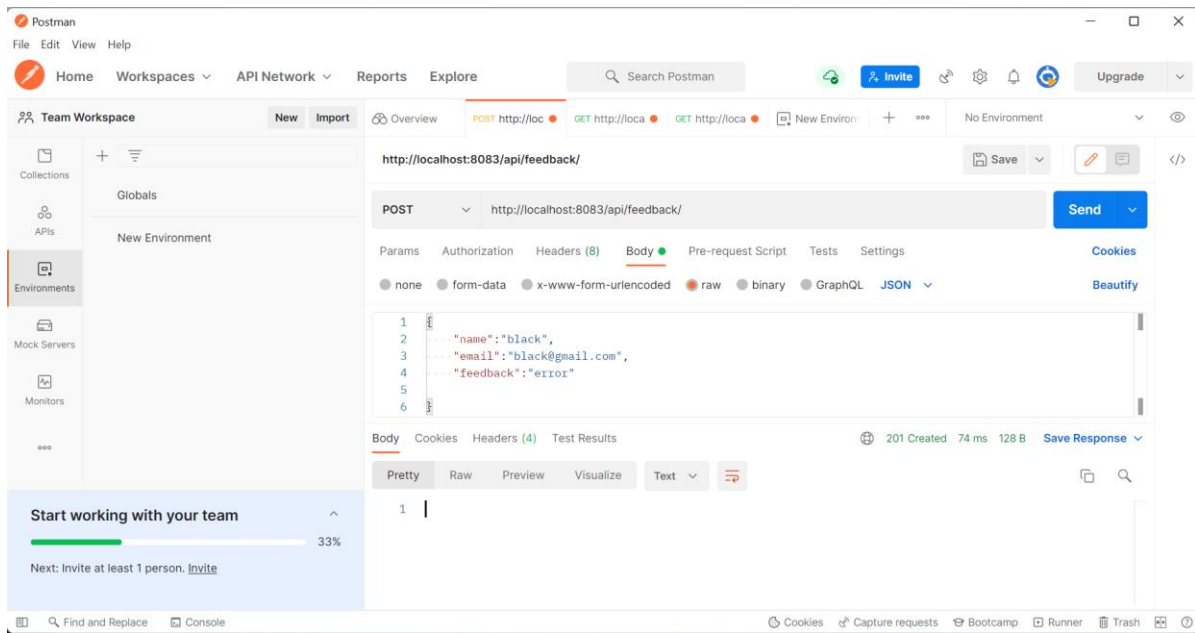 Postman
File Edit View Help
Home Workspaces API Network Reports Explore Search Postman Invite Upgrade
Team Workspace New Import Overview POST http://loc GET http://loca GET http://loca New Environ No Environment
Collections
APIs
Environments
Mock Servers
Monitors
Globals
New Environment
http://localhost:8083/api/feedback/ Save
POST http://localhost:8083/api/feedback/ Send
Params Authorization Headers (8) Body Pre-request Script Tests Settings Cookies
none form-data x-www-form-urlencoded raw binary GraphQL JSON Beautify
1 {
2 "name":"black",
3 "email":"black@gmail.com",
4 "feedback":"error"
5
6 }
Body Cookies Headers (4) Test Results 201 Created 74 ms 128 B Save Response
Pretty Raw Preview Visualize Text
1
Start working with your team
33%
Next: Invite at least 1 person. Invite
Find and Replace Console Cookies Capture requests Bootcamp Runner Trash